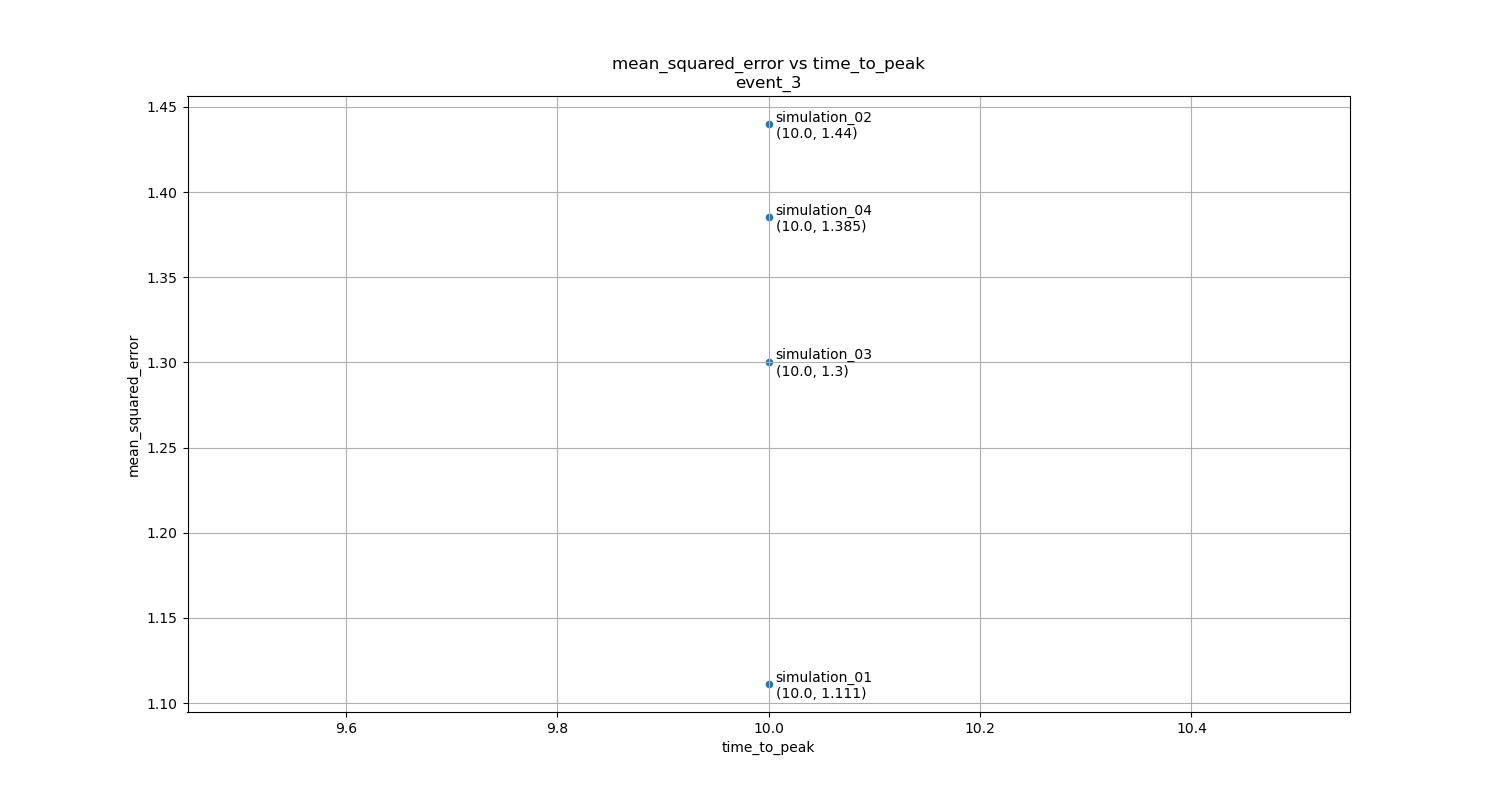 mean_squared_error vs time_to_peak
event_3
1.45
simulation_02
(10.0, 1.44)
1.40
simulation_04
(10.0, 1.385)
1.35
simulation_03
1.30
(10.0, 1.3)
mean_squared_error
1.25
1.20
1.15
simulation_01
(10.0, 1.111)
1.10
9.6 9.8 10.0 10.2 10.4
time_to_peak